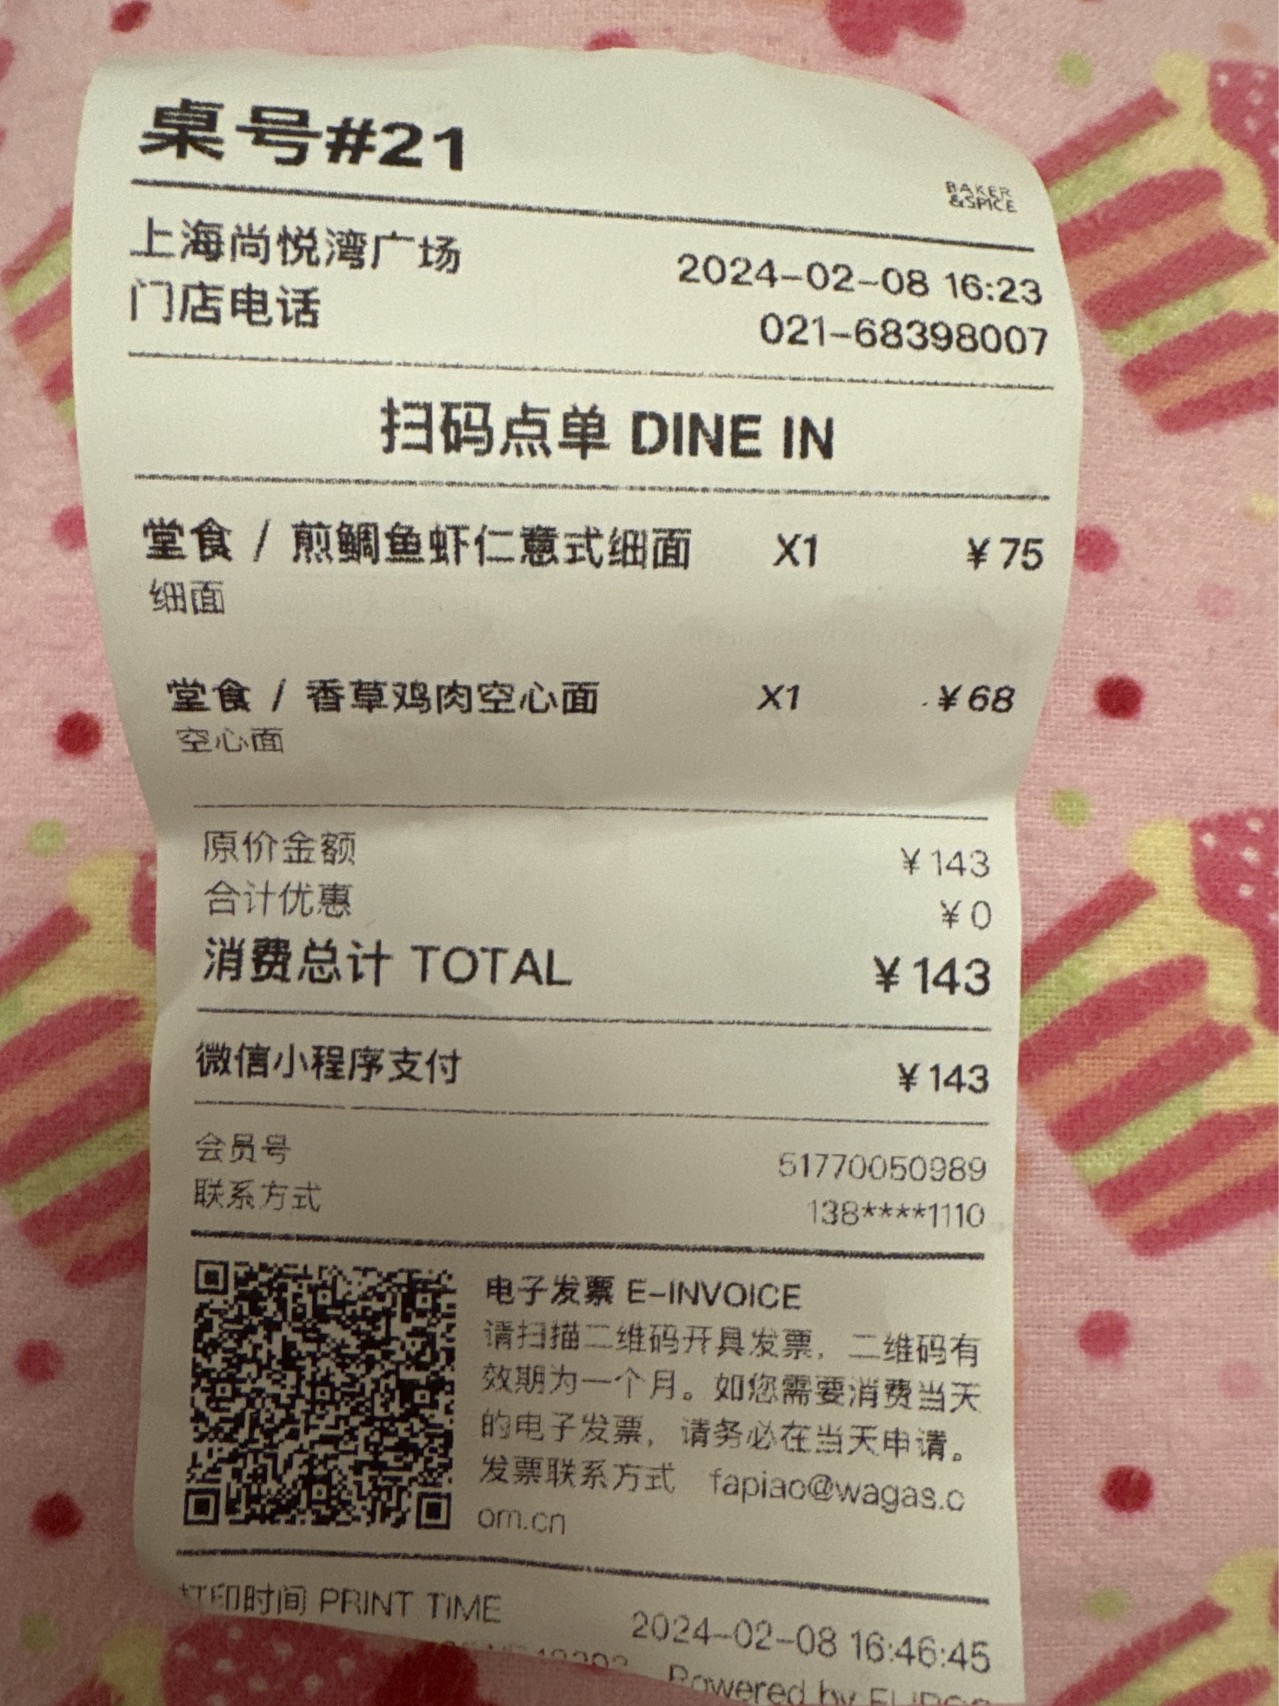 桌号#21
BAKER
&SPICE
上海尚悦湾广场 2024-02-08 16:23
门店电话 021-68398007
扫码点单 DINE IN
堂食 / 煎鲷鱼虾仁意式细面 X1 ¥75
细面
堂食 / 香草鸡肉空心面 X1 ¥68
空心面
原价金额 ¥143
合计优惠 ¥0
消费总计 TOTAL ¥143
微信小程序支付 ¥143
会员号 51770050989
联系方式 138****1110
电子发票 E-INVOICE
请扫描二维码开具发票，二维码有
效期为一个月。如您需要消费当天
的电子发票，请务必在当天申请。
发票联系方式 fapiao@wagas.c
om.cn
打印时间 PRINT TIME 2024-02-08 16:46:45
Powered by